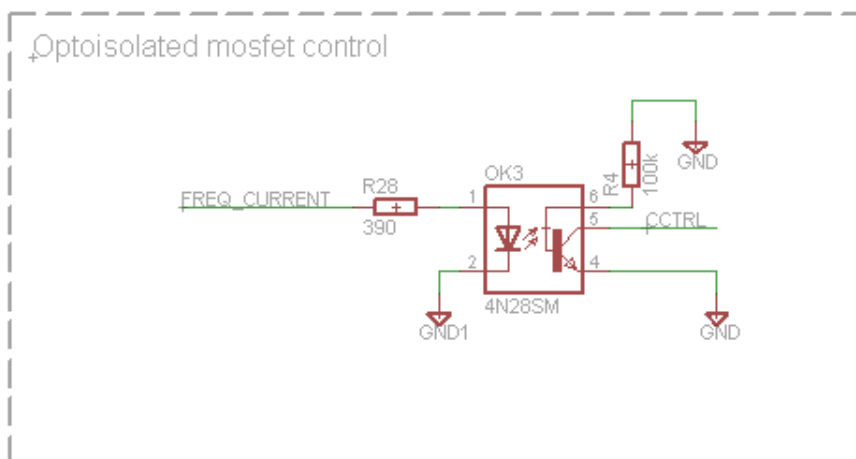 Optoisolated mosfet control
GND
R4
100k
OK3
R28
FREQ_CURRENT
390
1
6
5
CCTRL
2
4
4N28SM
GND1
GND